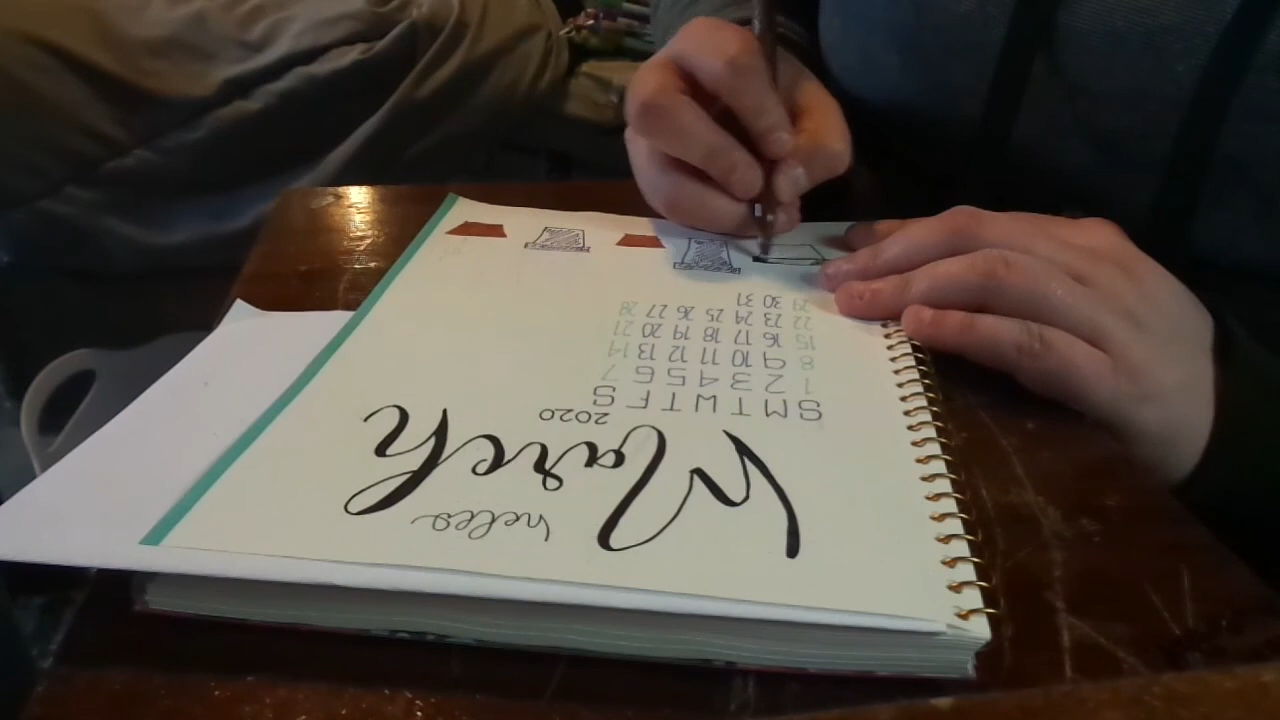 hello
March
2020
S M T W T F S
1 2 3 4 5 6 7
8 9 10 11 12 13 14
15 16 17 18 19 20 21
22 23 24 25 26 27 28
29 30 31